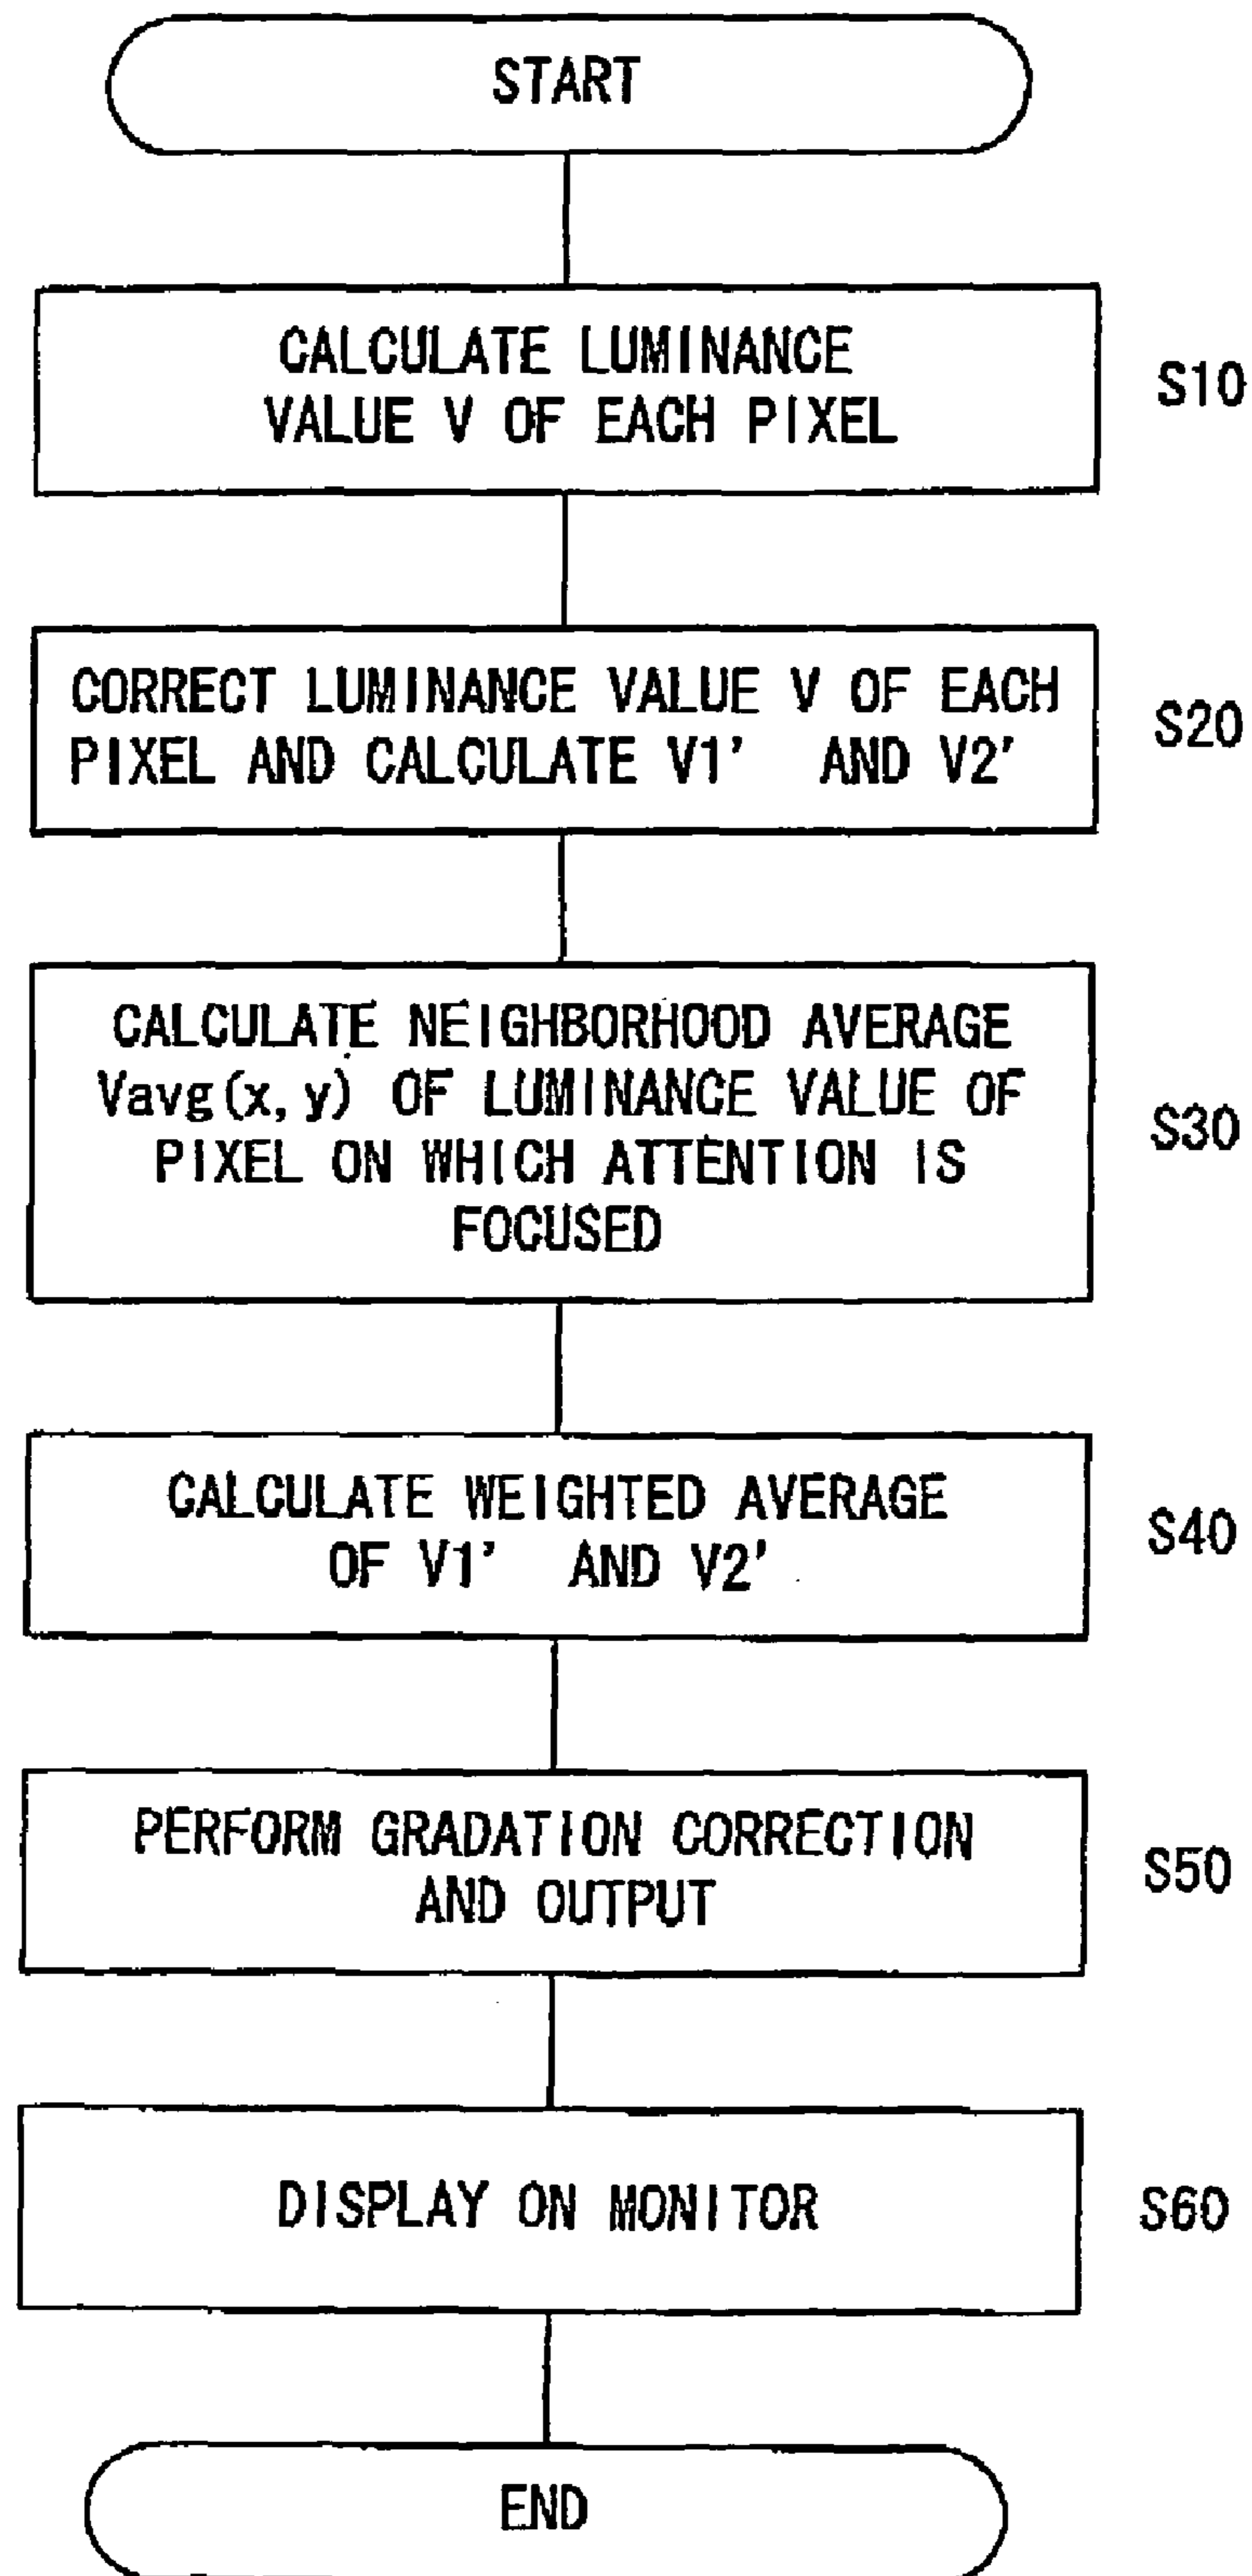 START
CALCULATE LUMINANCE
VALUE V OF EACH PIXEL
S10
CORRECT LUMINANCE VALUE V OF EACH
PIXEL AND CALCULATE V1' AND V2'
S20
CALCULATE NEIGHBORHOOD AVERAGE
Vavg(x, y) OF LUMINANCE VALUE OF
PIXEL ON WHICH ATTENTION IS
FOCUSED
S30
CALCULATE WEIGHTED AVERAGE
OF V1' AND V2'
S40
PERFORM GRADATION CORRECTION
AND OUTPUT
S50
DISPLAY ON MONITOR
S60
END